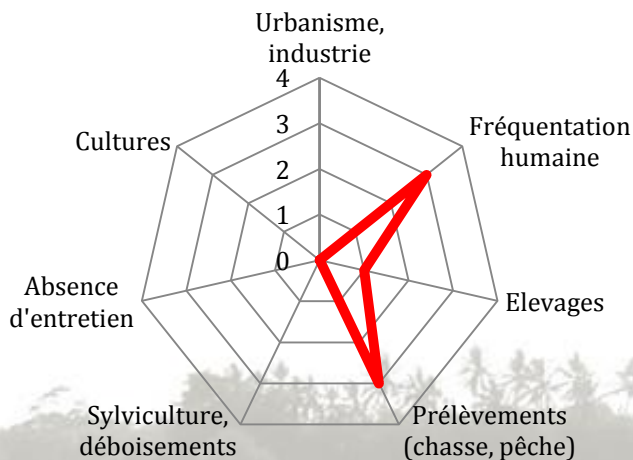 Urbanisme,
industrie
4
3
2
1
0
Fréquentation
humaine
Cultures
Elevages
Absence
d'entretien
Prélèvements
(chasse, pêche)
Sylviculture,
déboisements